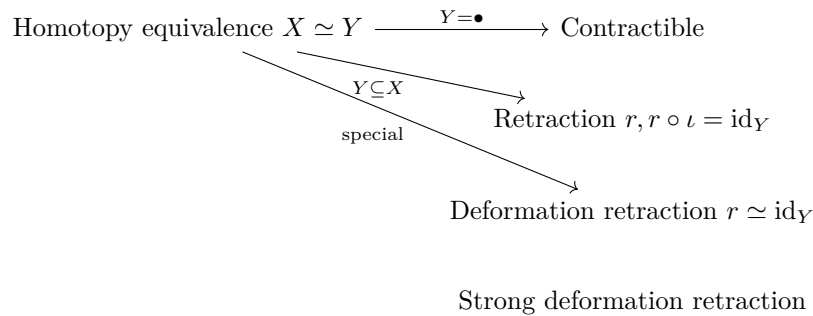 Homotopy equivalence X ≃ Y
Y=•
Contractible
Y⊆X
Retraction r, r ∘ ι = id_Y
special
Deformation retraction r ≃ id_Y
Strong deformation retraction